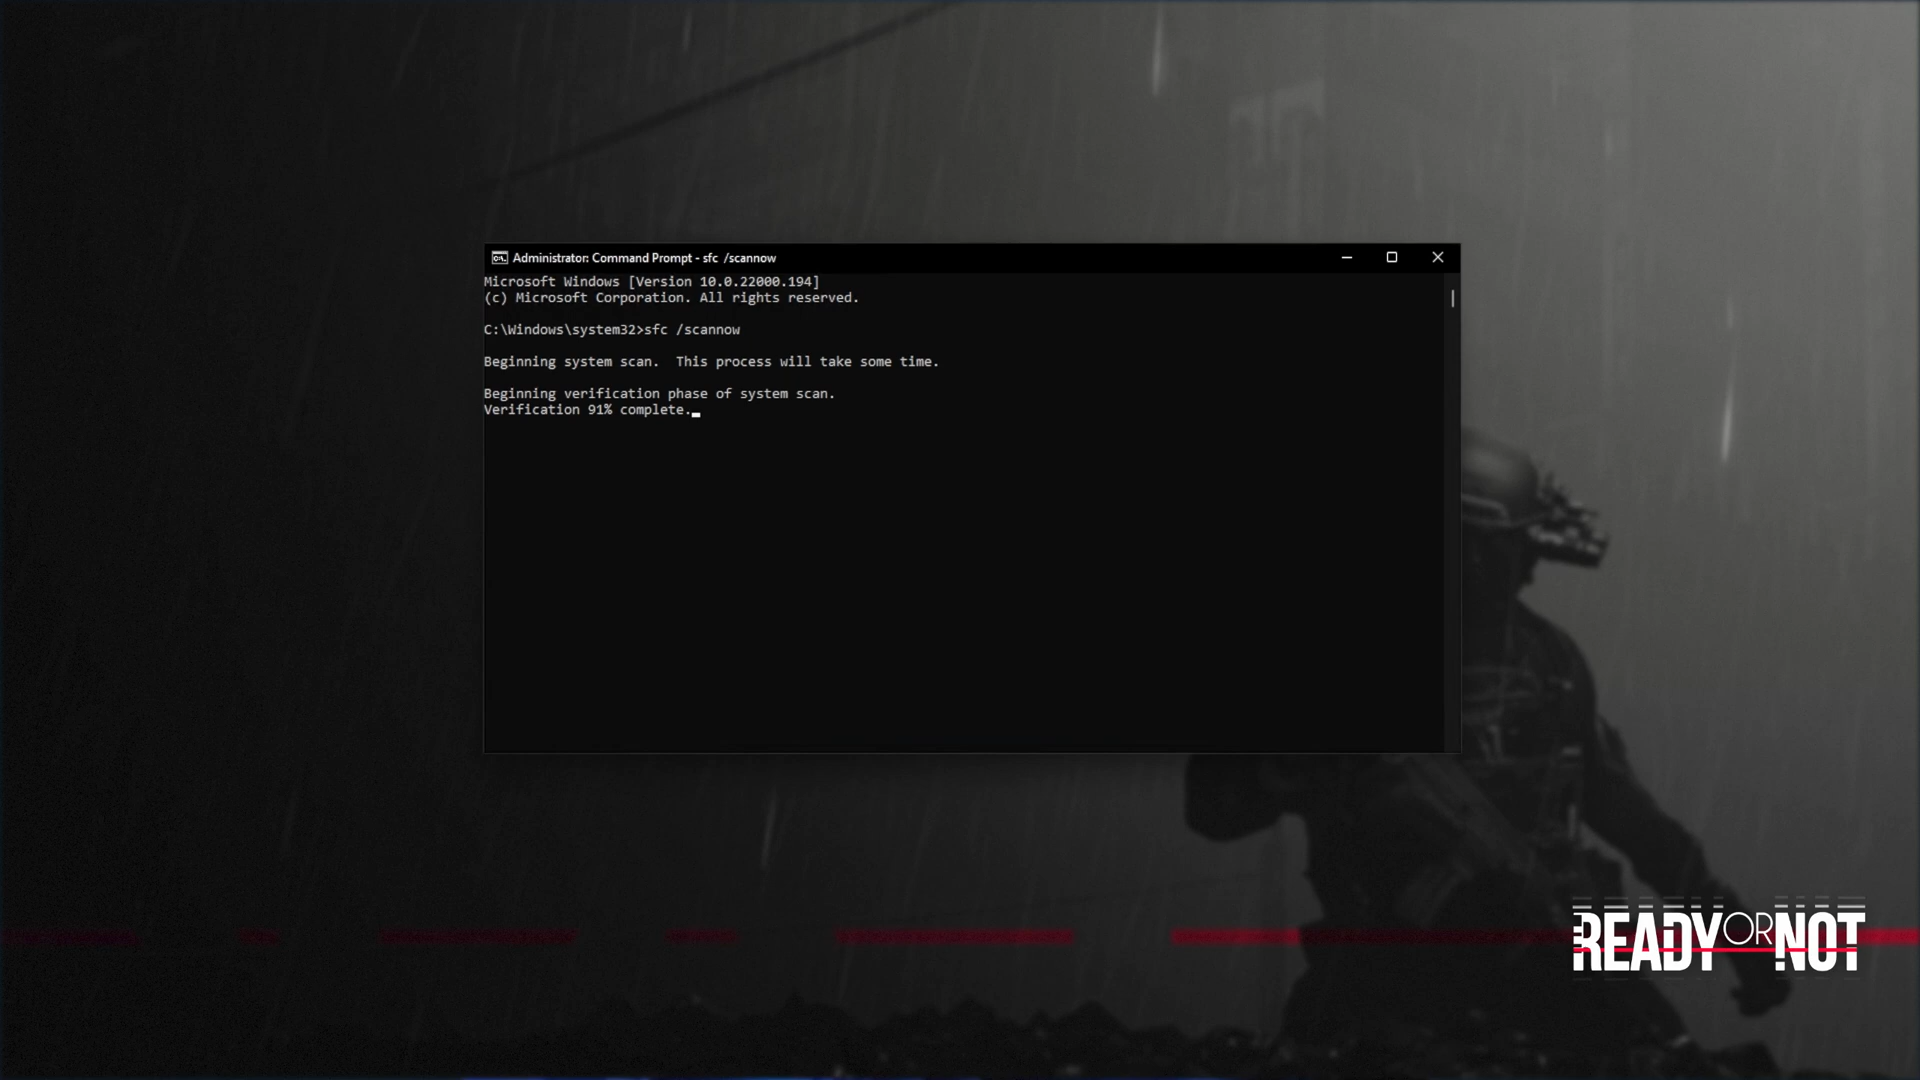 Administrator: Command Prompt - sfc  /scannow
Microsoft Windows [Version 10.0.22000.194]
(c) Microsoft Corporation. All rights reserved.
C:\Windows\system32>sfc /scannow
Beginning system scan.  This process will take some time.
Beginning verification phase of system scan.
Verification 91% complete.
READY OR NOT